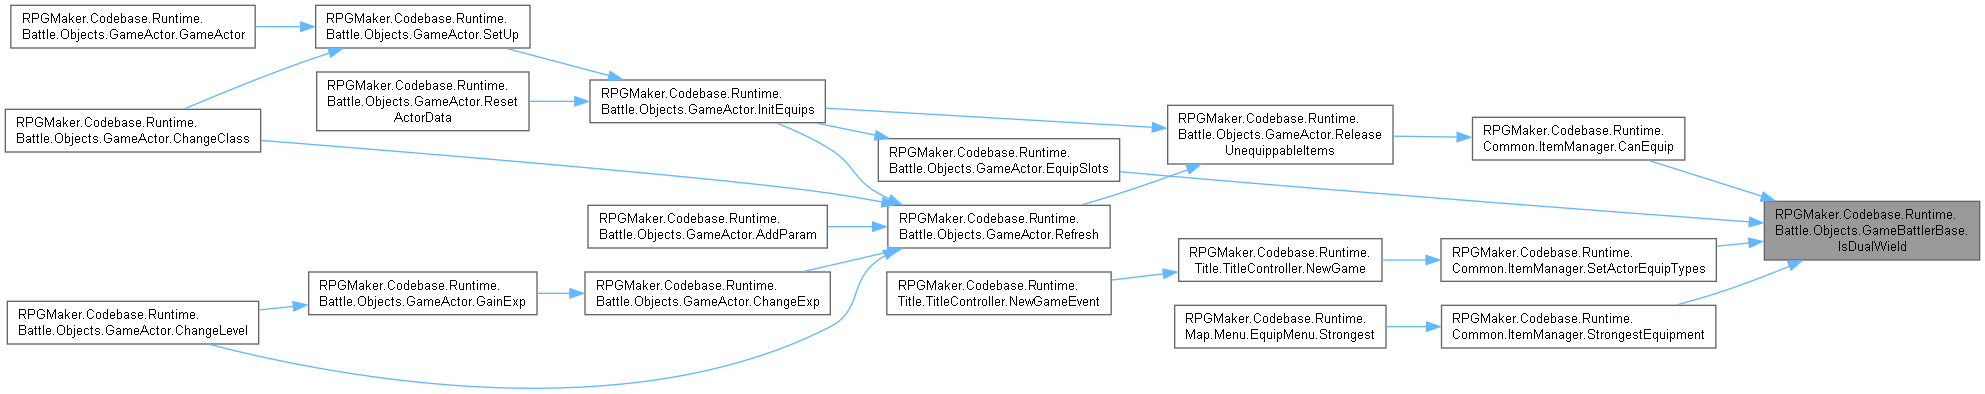 RPGMaker.Codebase.Runtime.
Battle.Objects.GameActor.GameActor
RPGMaker.Codebase.Runtime.
Battle.Objects.GameActor.SetUp
RPGMaker.Codebase.Runtime.
Battle.Objects.GameActor.Reset
ActorData
RPGMaker.Codebase.Runtime.
Battle.Objects.GameActor.InitEquips
RPGMaker.Codebase.Runtime.
Battle.Objects.GameActor.ChangeClass
RPGMaker.Codebase.Runtime.
Battle.Objects.GameActor.Release
UnequippableItems
RPGMaker.Codebase.Runtime.
Common.ItemManager.CanEquip
RPGMaker.Codebase.Runtime.
Battle.Objects.GameActor.EquipSlots
RPGMaker.Codebase.Runtime.
Battle.Objects.GameActor.AddParam
RPGMaker.Codebase.Runtime.
Battle.Objects.GameActor.Refresh
RPGMaker.Codebase.Runtime.
Battle.Objects.GameBattlerBase.
IsDualWield
RPGMaker.Codebase.Runtime.
Title.TitleController.NewGame
RPGMaker.Codebase.Runtime.
Common.ItemManager.SetActorEquipTypes
RPGMaker.Codebase.Runtime.
Battle.Objects.GameActor.GainExp
RPGMaker.Codebase.Runtime.
Battle.Objects.GameActor.ChangeExp
RPGMaker.Codebase.Runtime.
Title.TitleController.NewGameEvent
RPGMaker.Codebase.Runtime.
Battle.Objects.GameActor.ChangeLevel
RPGMaker.Codebase.Runtime.
Map.Menu.EquipMenu.Strongest
RPGMaker.Codebase.Runtime.
Common.ItemManager.StrongestEquipment